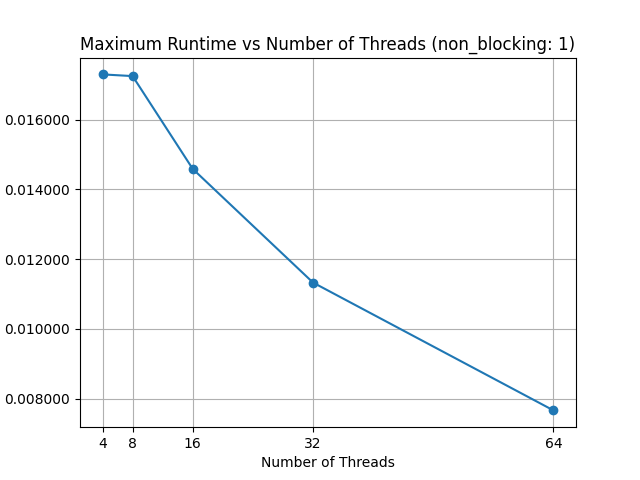 Maximum Runtime vs Number of Threads (non_blocking: 1)
0.016000
0.014000
0.012000
0.010000
0.008000
4 8 16 32 64
Number of Threads